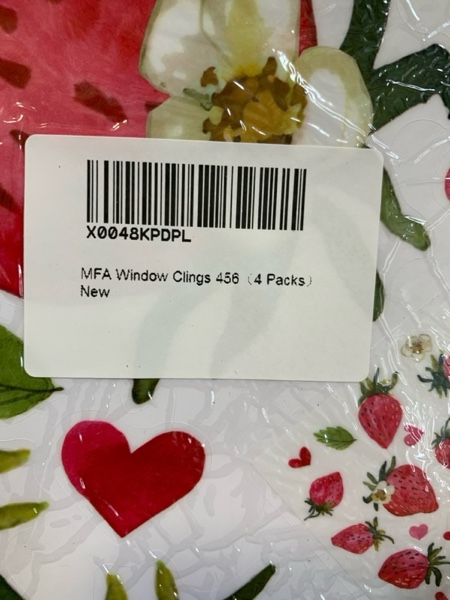 X0048KPDPL
MFA Window Clings 456（4 Packs）
New